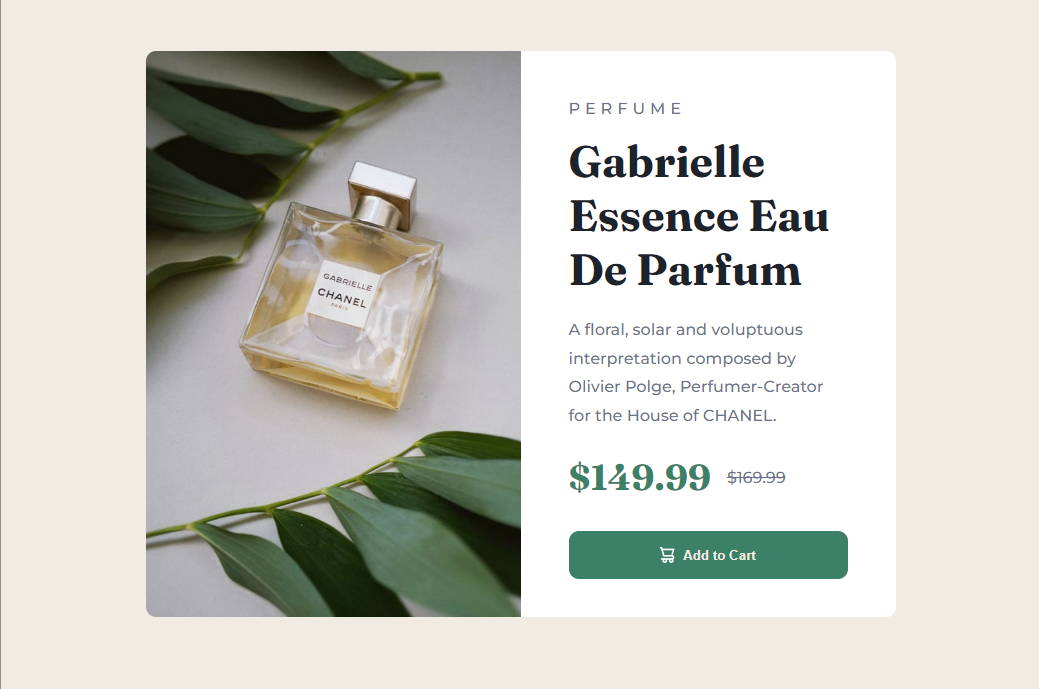 GABRIELLE
CHANEL
PARIS
PERFUME
Gabrielle
Essence Eau
De Parfum
A floral, solar and voluptuous
interpretation composed by
Olivier Polge, Perfumer-Creator
for the House of CHANEL.
$149.99 $169.99
Add to Cart